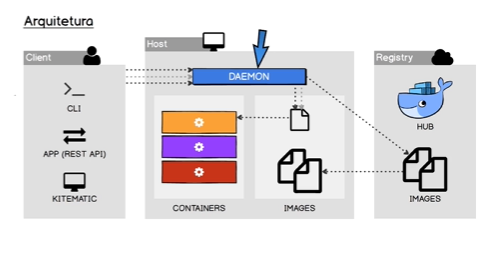 Arquitetura
Client
CLI
APP (REST API)
KITEMATIC
Host
DAEMON
CONTAINERS
IMAGES
Registry
HUB
IMAGES